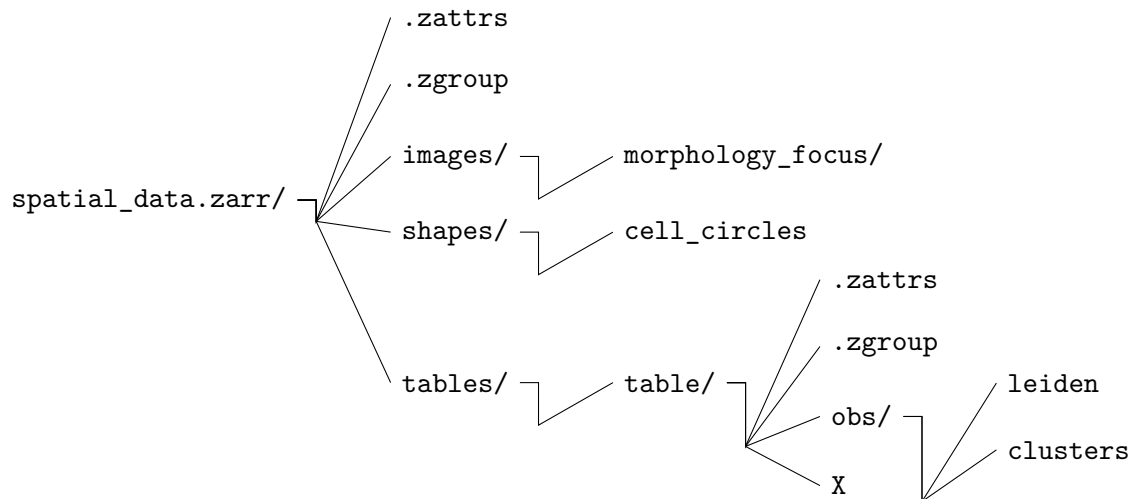 .zattrs
.zgroup
images/ morphology_focus/
spatial_data.zarr/
shapes/ cell_circles
.zattrs
.zgroup
tables/ table/ leiden
obs/
clusters
X